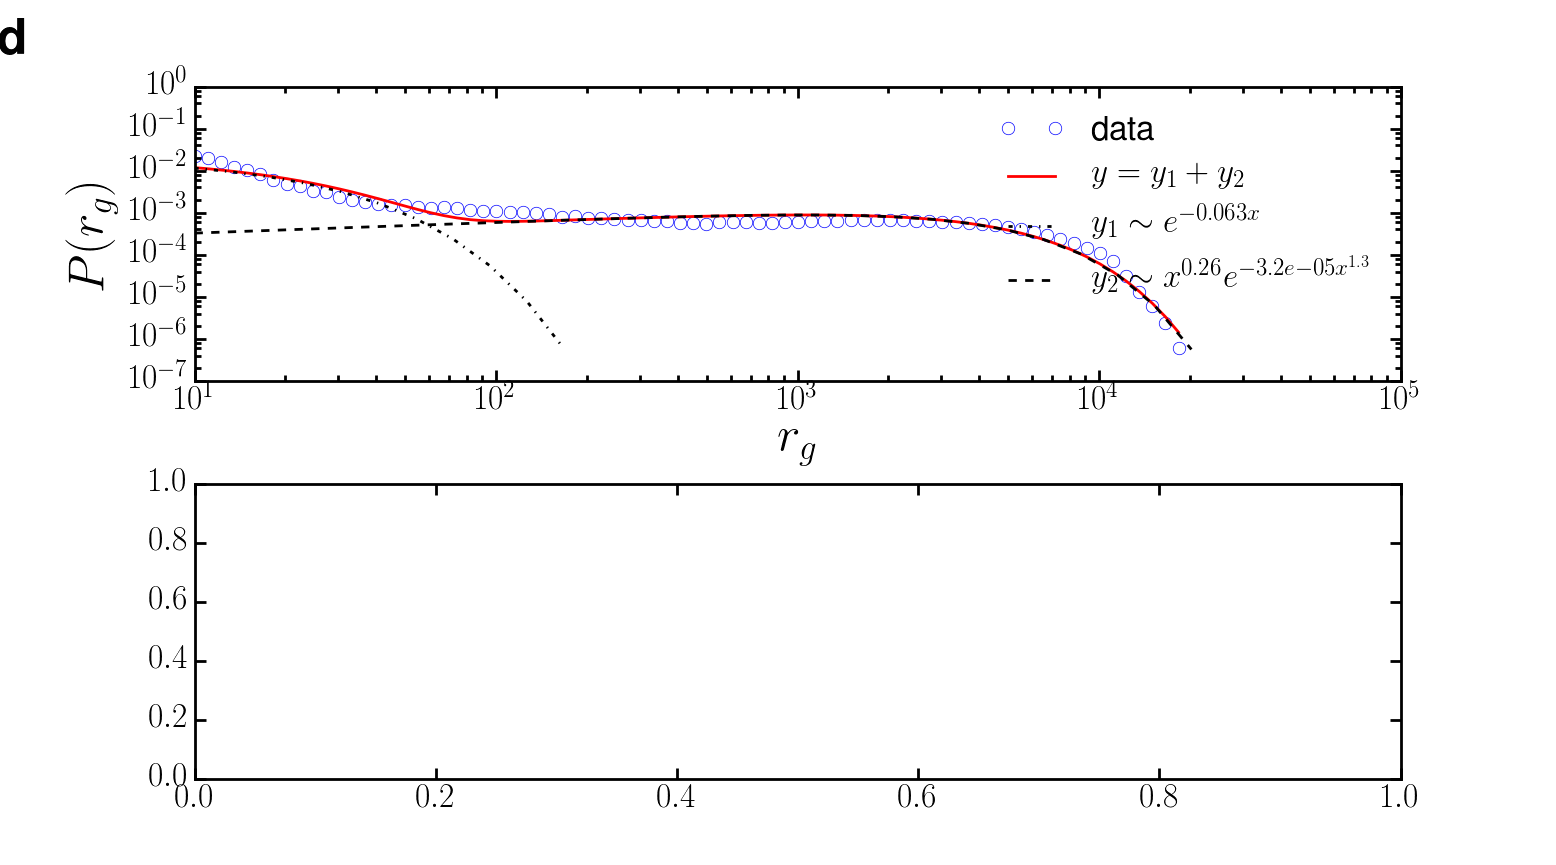 d
10^0
10^-1
10^-2
10^-3
10^-4
10^-5
10^-6
10^-7
P(r_g)
data
y = y_1 + y_2
y_1 ∼ e^{-0.063x}
y_2 ∼ x^{0.26}e^{-3.2e-05x^{1.3}}
10^1 10^2 10^3 10^4 10^5
r_g
1.0
0.8
0.6
0.4
0.2
0.0
0.0 0.2 0.4 0.6 0.8 1.0